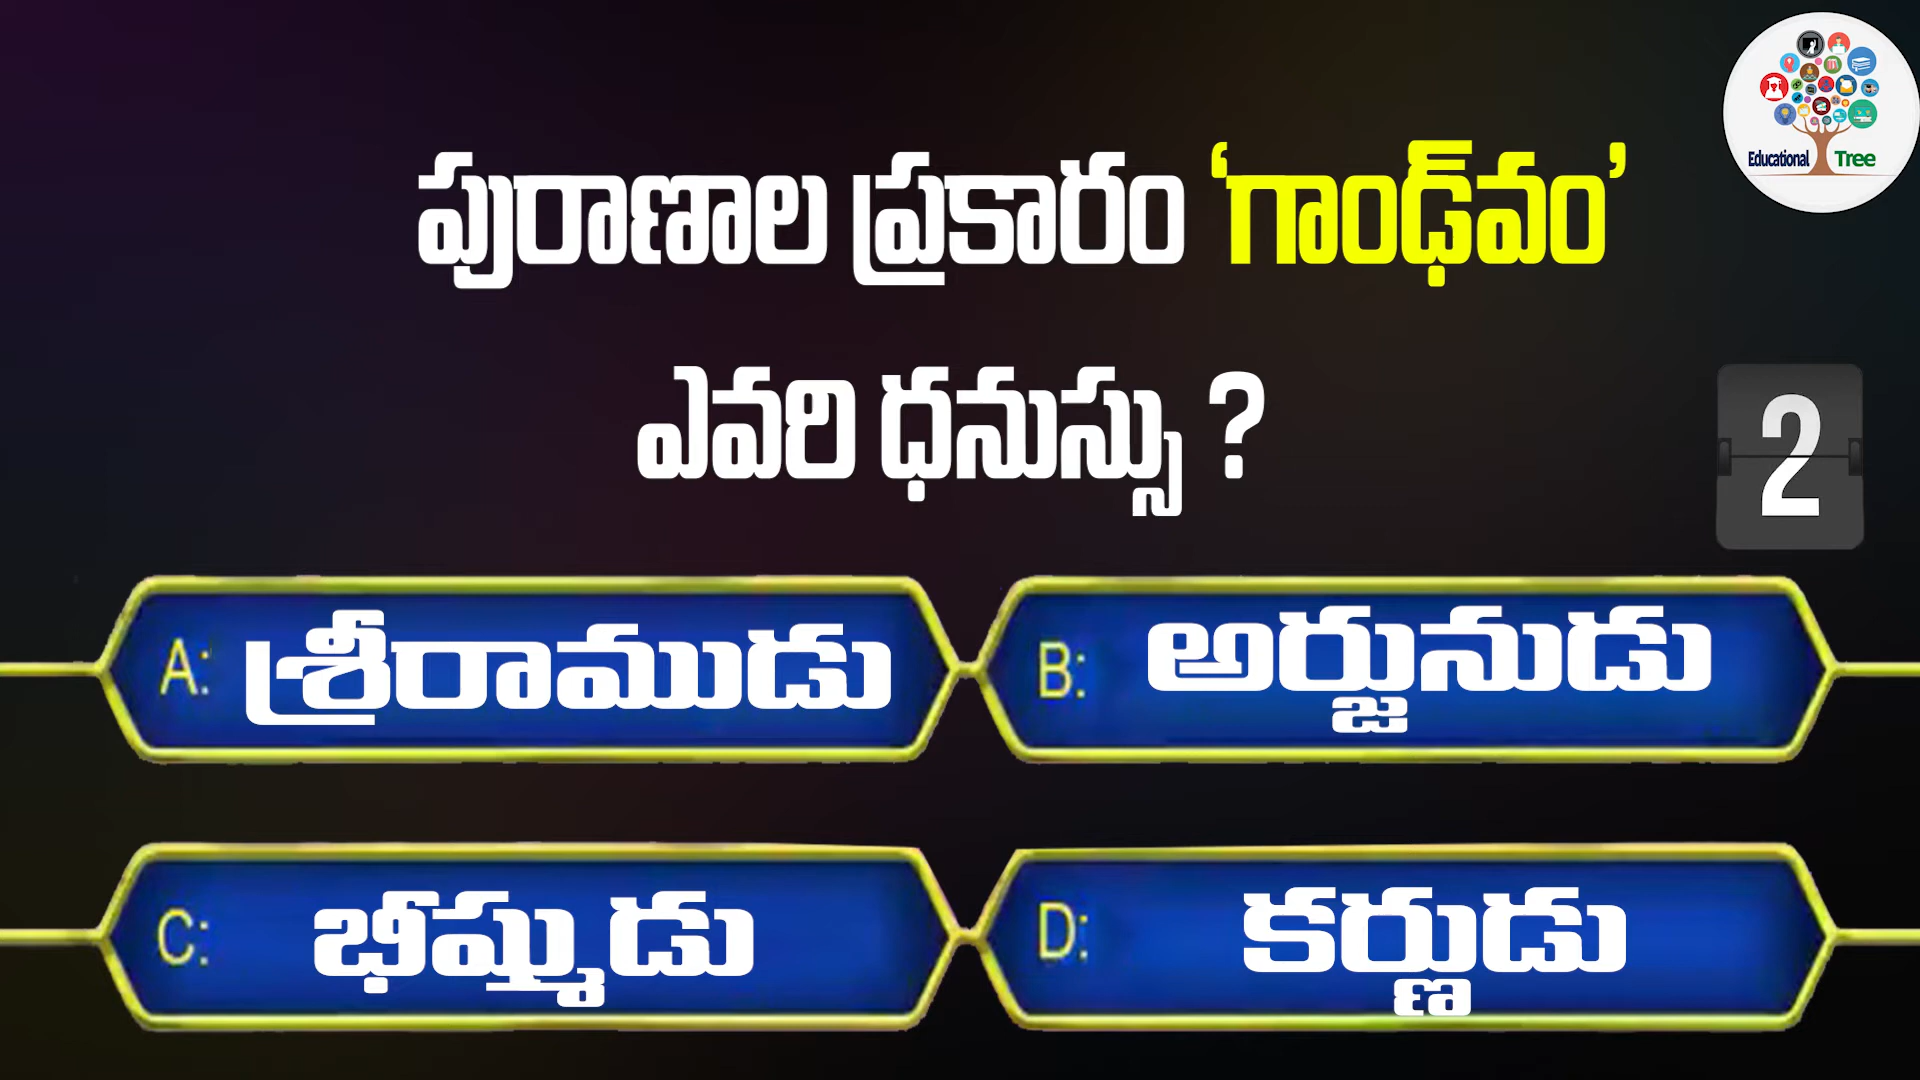 Educational Tree
పురాణాల ప్రకారం ‘గాంఢ్‌వం’
ఎవరి ధనుస్సు ?
2
A: శ్రీరాముడు
B: అర్జునుడు
C: భీష్ముడు
D: కర్ణుడు